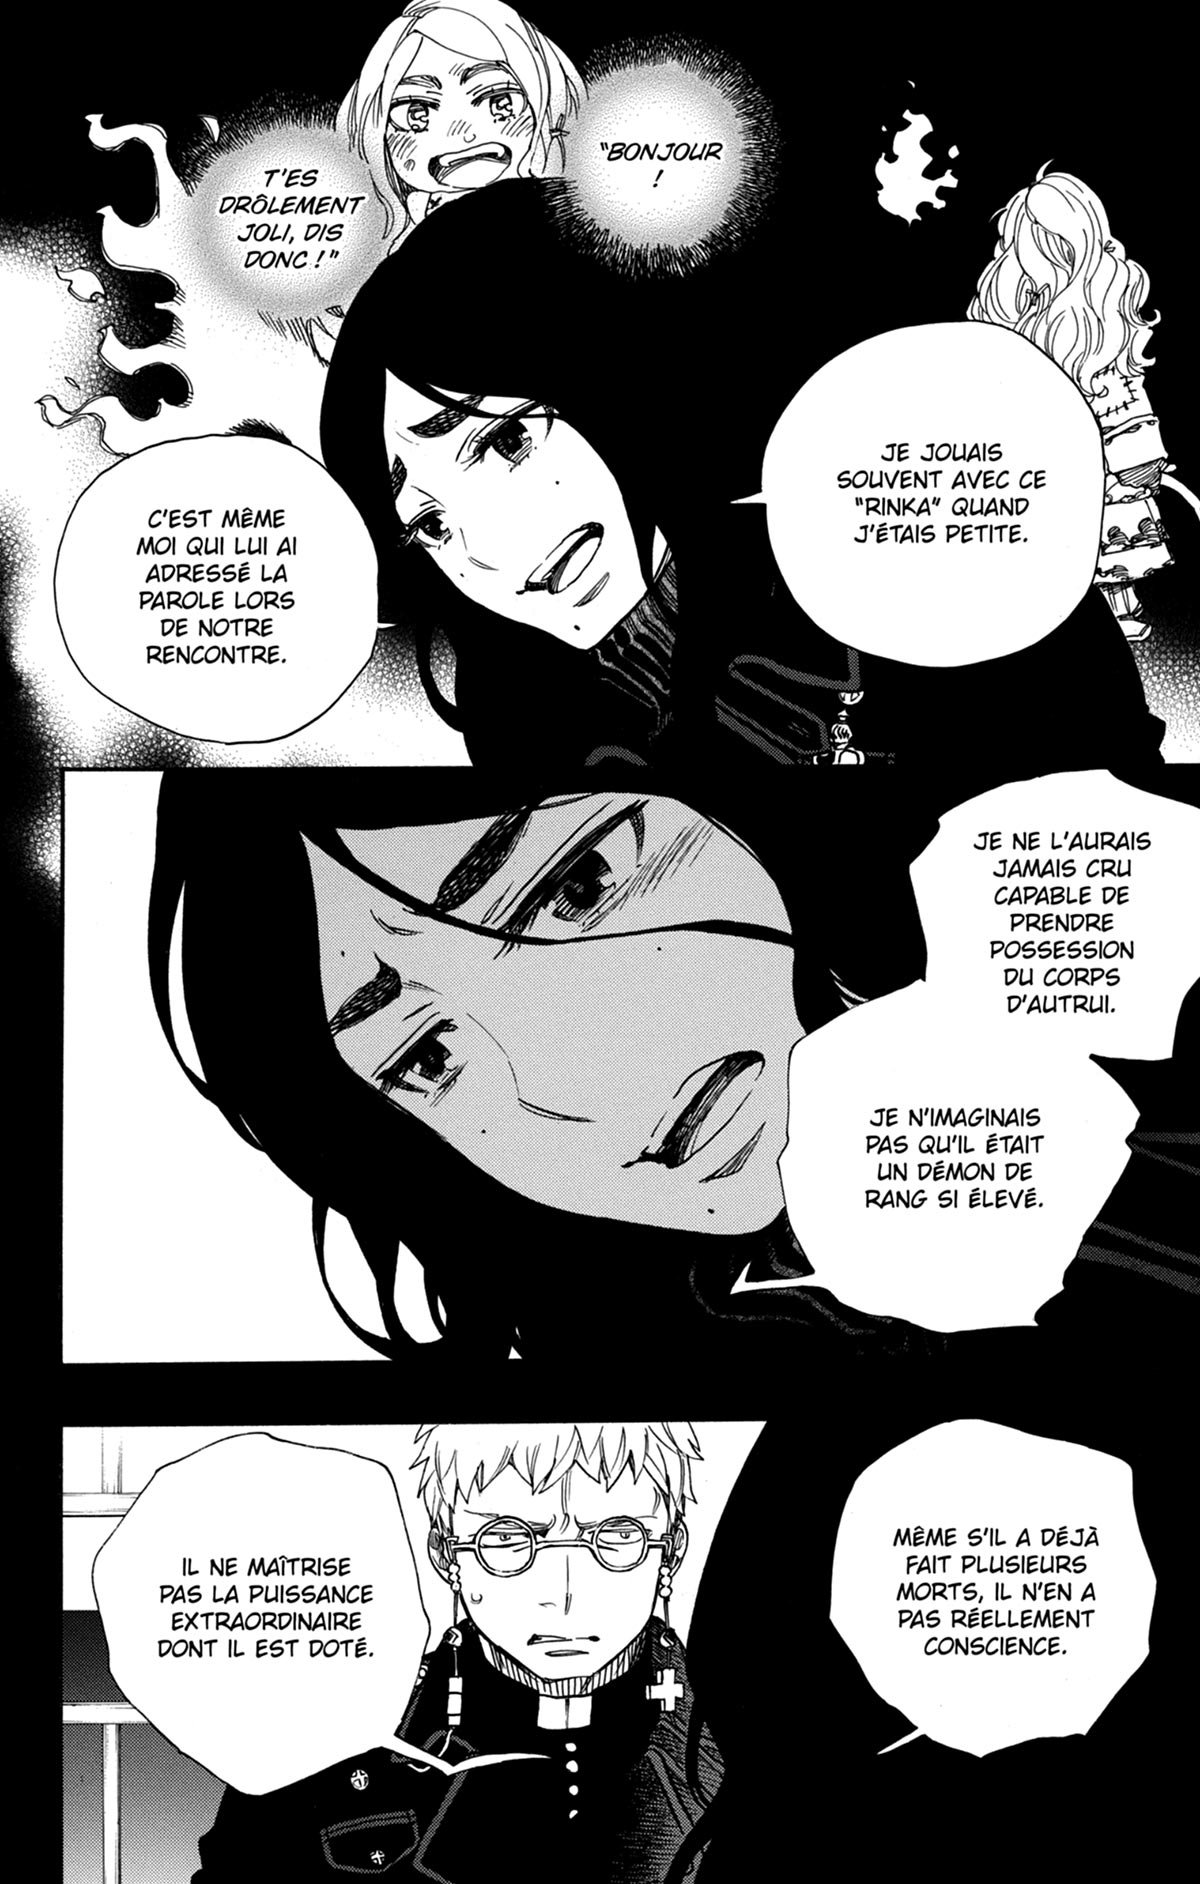 "BONJOUR
!
T'ES
DRÔLEMENT
JOLI, DIS
DONC !"
JE JOUAIS
SOUVENT AVEC CE
"RINKA" QUAND
J'ÉTAIS PETITE.
C'EST MÊME
MOI QUI LUI AI
ADRESSÉ LA
PAROLE LORS
DE NOTRE
RENCONTRE.
JE NE L'AURAIS
JAMAIS CRU
CAPABLE DE
PRENDRE
POSSESSION
DU CORPS
D'AUTRUI.
JE N'IMAGINAIS
PAS QU'IL ÉTAIT
UN DÉMON DE
RANG SI ÉLEVÉ.
MÊME S'IL A DÉJÀ
FAIT PLUSIEURS
MORTS, IL N'EN A
PAS RÉELLEMENT
CONSCIENCE.
IL NE MAÎTRISE
PAS LA PUISSANCE
EXTRAORDINAIRE
DONT IL EST DOTÉ.